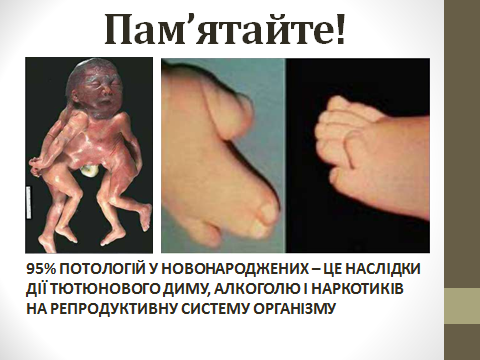 Пам’ятайте!
95% ПОТОЛОГІЙ У НОВОНАРОДЖЕНИХ – ЦЕ НАСЛІДКИ
ДІЇ ТЮТЮНОВОГО ДИМУ, АЛКОГОЛЮ І НАРКОТИКІВ
НА РЕПРОДУКТИВНУ СИСТЕМУ ОРГАНІЗМУ